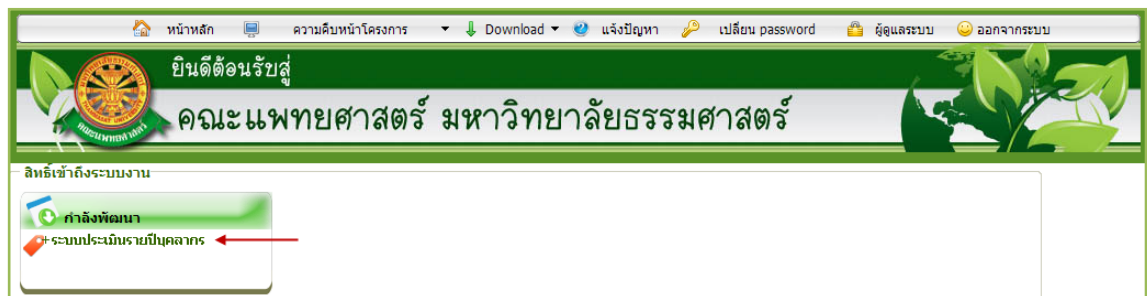 หน้าหลัก ความคืบหน้าโครงการ Download แจ้งปัญหา เปลี่ยน password ผู้ดูแลระบบ ออกจากระบบ
ยินดีต้อนรับสู่
คณะแพทยศาสตร์ มหาวิทยาลัยธรรมศาสตร์
สิทธิ์เข้าถึงระบบงาน
กำลังพัฒนา
+ระบบประเมินรายปีบุคลากร